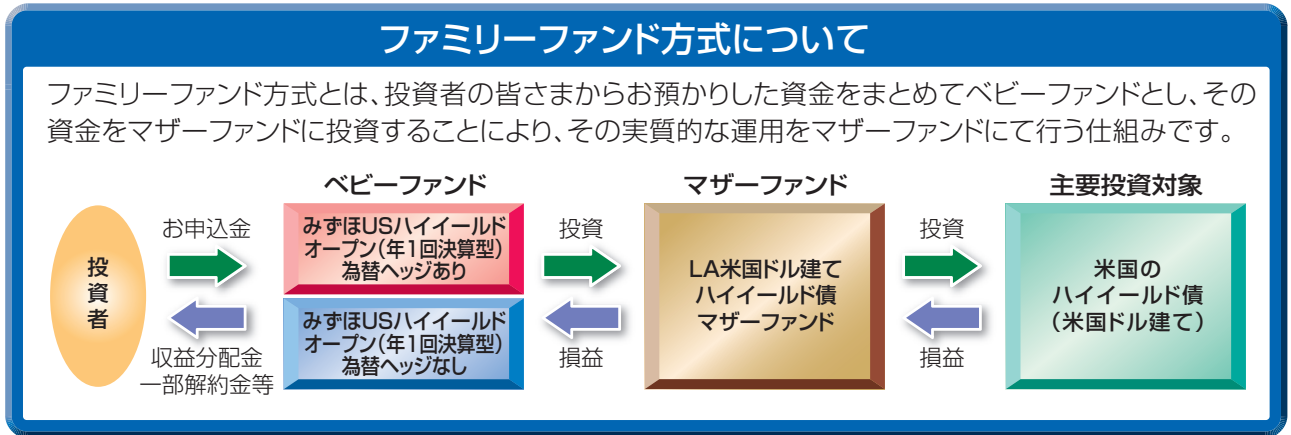 ファミリーファンド方式について
ファミリーファンド方式とは、投資者の皆さまからお預かりした資金をまとめてベビーファンドとし、その
資金をマザーファンドに投資することにより、その実質的な運用をマザーファンドにて行う仕組みです。
ベビーファンド
マザーファンド
主要投資対象
投資者
お申込金
収益分配金
一部解約金等
みずほUSハイイールド
オープン(年1回決算型)
為替ヘッジあり
みずほUSハイイールド
オープン(年1回決算型)
為替ヘッジなし
投資
損益
LA米国ドル建て
ハイイールド債
マザーファンド
投資
損益
米国の
ハイイールド債
(米国ドル建て)